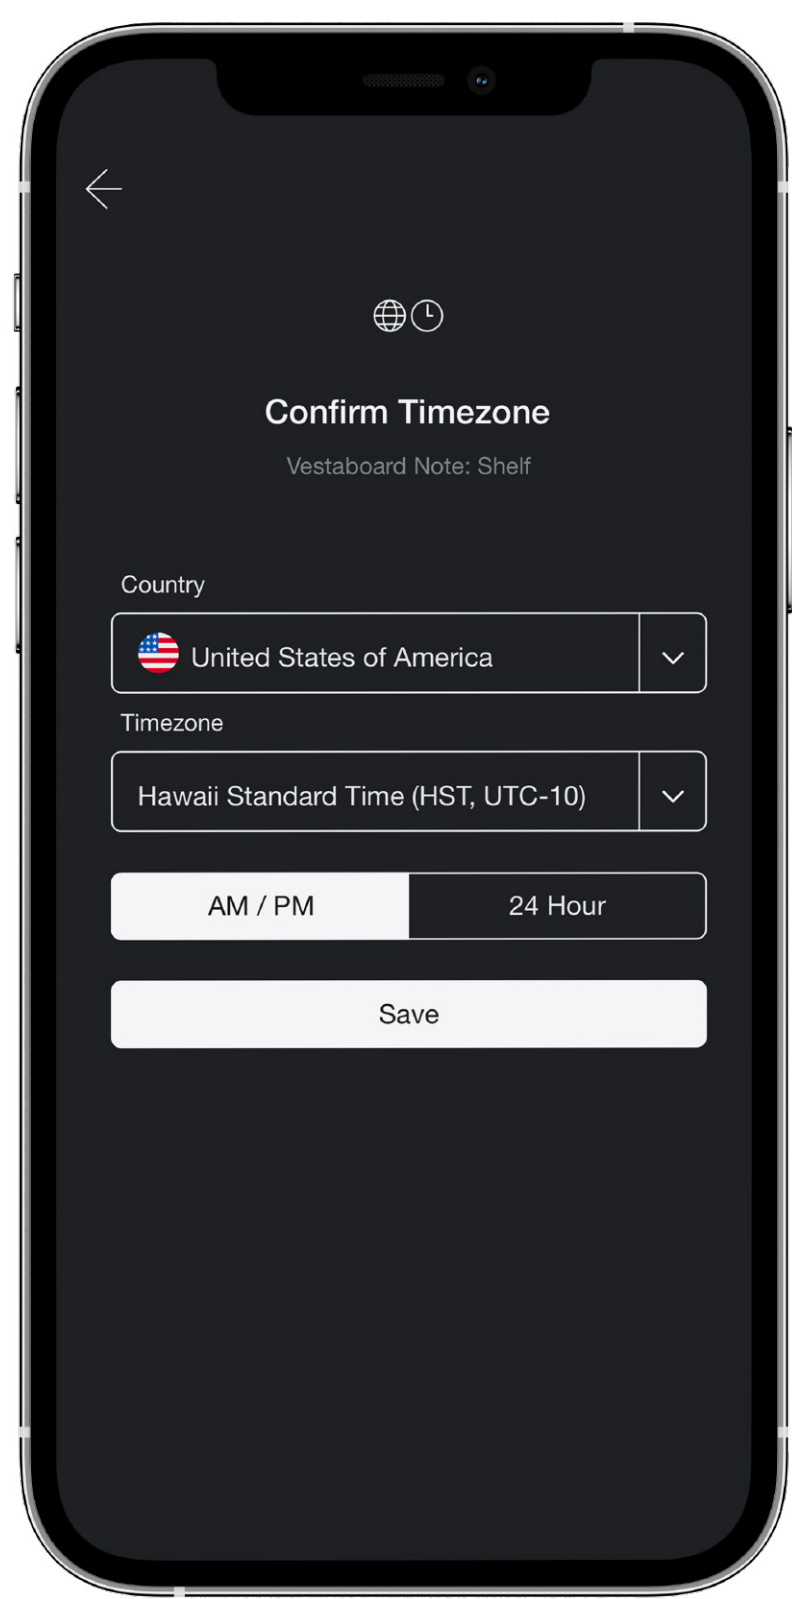 Confirm Timezone
Vestaboard Note: Shelf
Country
United States of America
Timezone
Hawaii Standard Time (HST, UTC-10)
AM / PM
24 Hour
Save